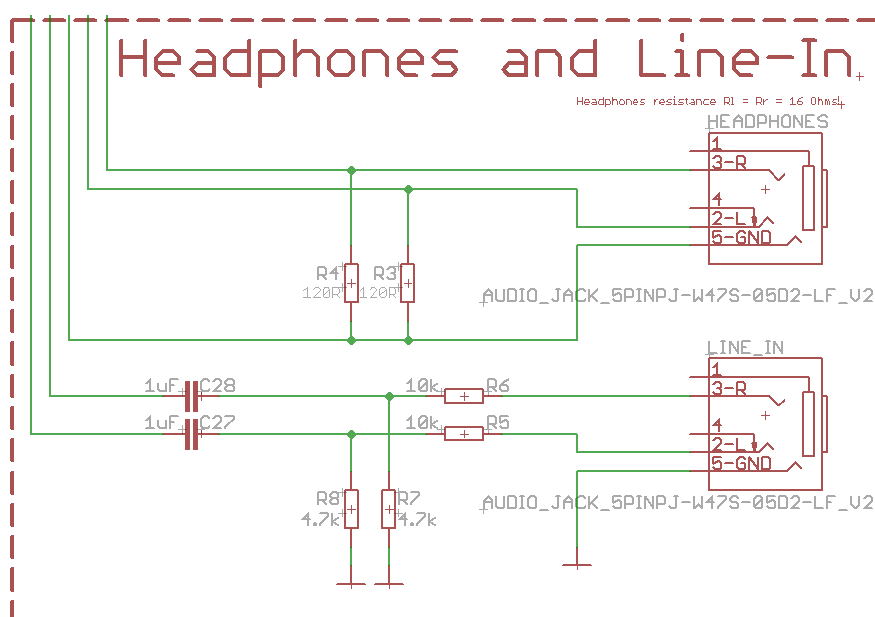 Headphones and Line-In
Headphones resistance Rl = Rr = 16 Ohms!
HEADPHONES
1
3-R
4
2-L
5-GND
R4 R3
120R 120R
AUDIO_JACK_5PINPJ-W47S-05D2-LF_V2
LINE_IN
1
1uF C28 10k R6 3-R
1uF C27 10k R5 4
2-L
5-GND
R8 R7
4.7k 4.7k
AUDIO_JACK_5PINPJ-W47S-05D2-LF_V2